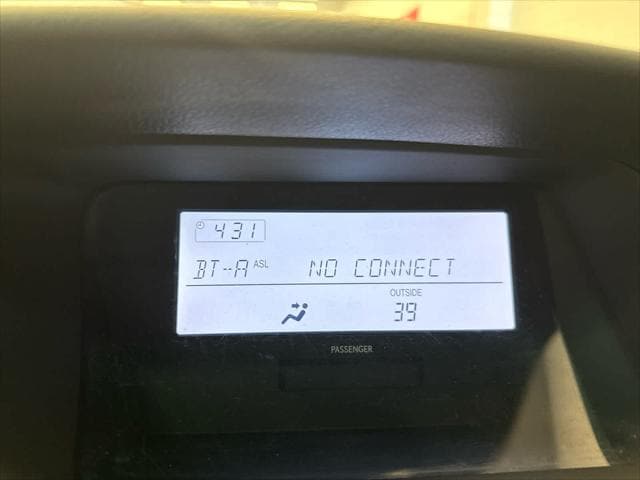 431
BT-A ASL NO CONNECT
OUTSIDE
39
PASSENGER